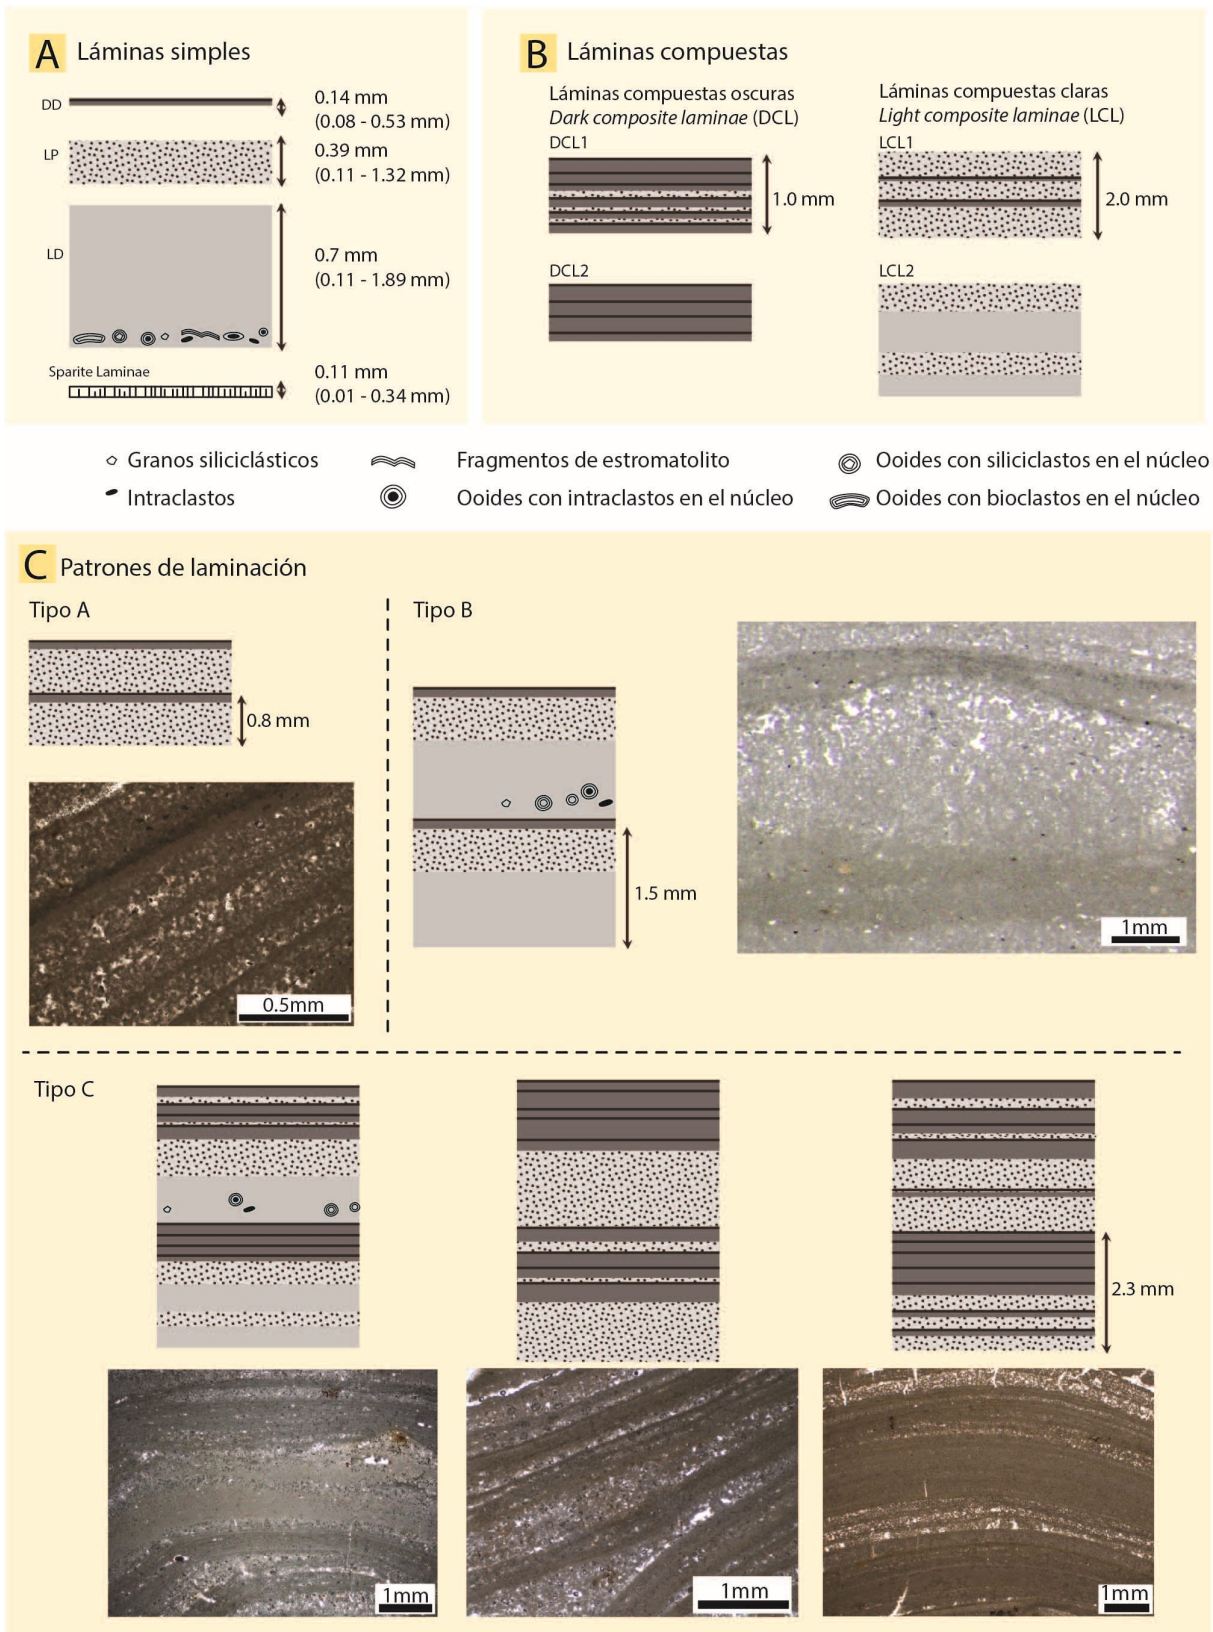 A Láminas simples
DD
0.14 mm
(0.08 - 0.53 mm)
LP
0.39 mm
(0.11 - 1.32 mm)
LD
0.7 mm
(0.11 - 1.89 mm)
Sparite Laminae
0.11 mm
(0.01 - 0.34 mm)
B Láminas compuestas
Láminas compuestas oscuras
Dark composite laminae (DCL)
DCL1
1.0 mm
DCL2
Láminas compuestas claras
Light composite laminae (LCL)
LCL1
2.0 mm
LCL2
Granos siliciclásticos
Fragmentos de estromatolito
Ooides con siliciclastos en el núcleo
Intraclastos
Ooides con intraclastos en el núcleo
Ooides con bioclastos en el núcleo
C Patrones de laminación
Tipo A
0.8 mm
0.5mm
Tipo B
1.5 mm
1mm
Tipo C
2.3 mm
1mm
1mm
1mm